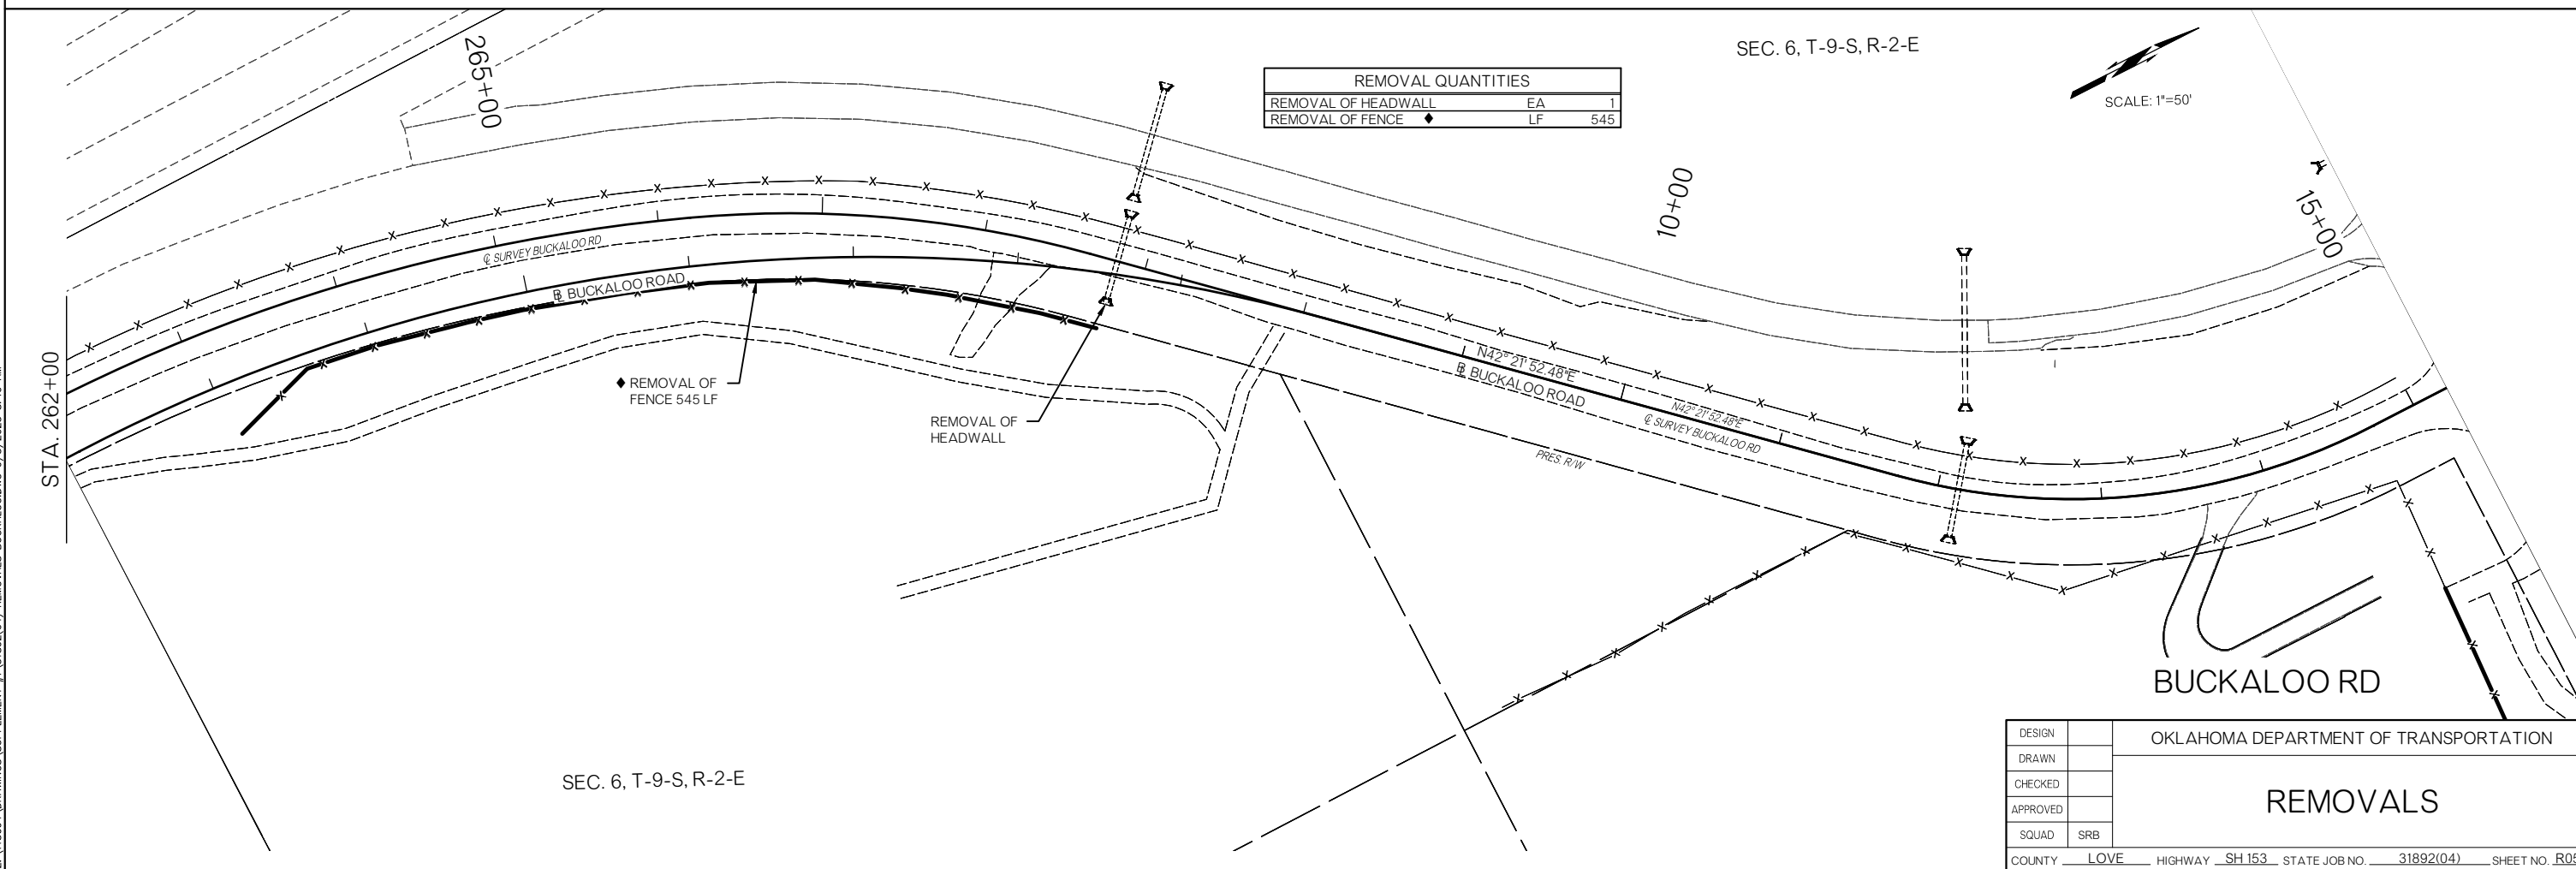 SEC. 6, T-9-S, R-2-E
SCALE: 1"=50'
265+00
REMOVAL QUANTITIES
REMOVAL OF HEADWALL EA 1
REMOVAL OF FENCE ♦ LF 545
10+00
15+00
℄ SURVEY BUCKALOO RD
BUCKALOO ROAD
STA. 262+00
♦ REMOVAL OF
FENCE 545 LF
REMOVAL OF
HEADWALL
N42° 21' 52.48"E
BUCKALOO ROAD
N42° 21' 52.48"E
℄ SURVEY BUCKALOO RD
PRES. R/W
SEC. 6, T-9-S, R-2-E
BUCKALOO RD
DESIGN
DRAWN
CHECKED
APPROVED
SQUAD SRB
OKLAHOMA DEPARTMENT OF TRANSPORTATION
REMOVALS
COUNTY LOVE HIGHWAY SH 153 STATE JOB NO. 31892(04) SHEET NO.